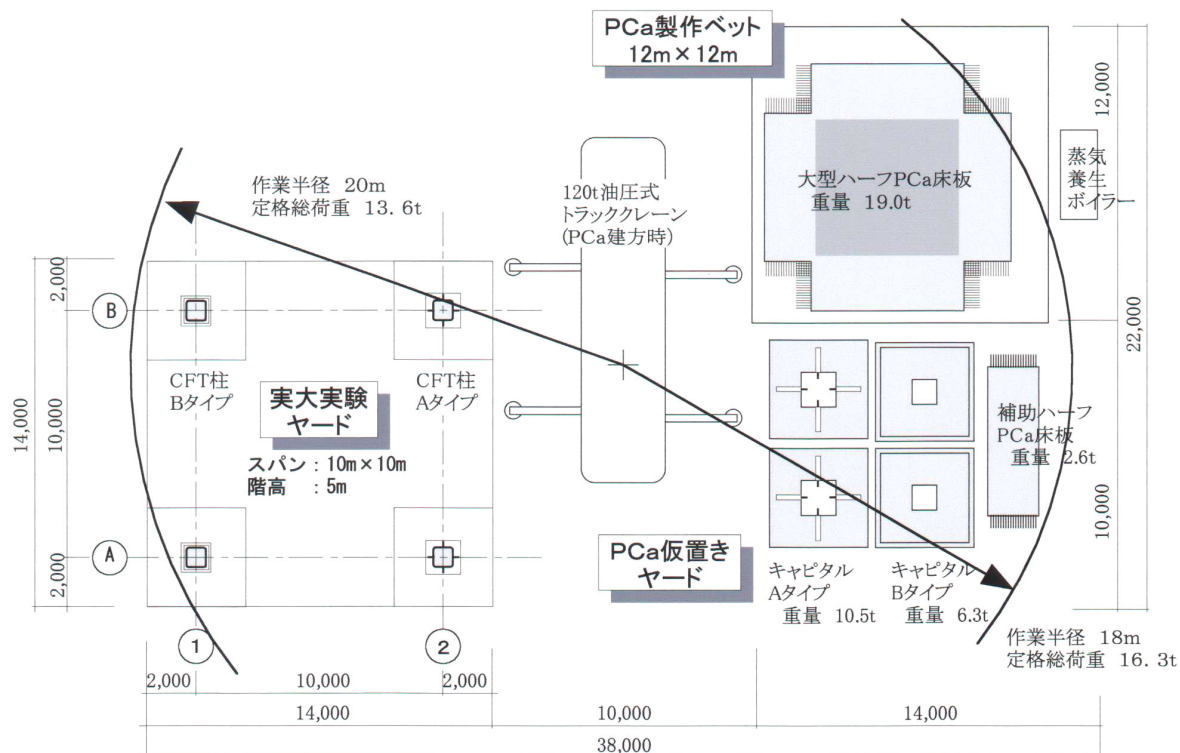 PCa製作ベット
12m×12m
12,000
蒸気
養生
ボイラー
大型ハーフPCa床板
重量 19.0t
作業半径 20m
定格総荷重 13.6t
120t油圧式
トラッククレーン
(PCa建方時)
2,000
B
22,000
CFT柱
Bタイプ
CFT柱
Aタイプ
実大実験
ヤード
スパン:10m×10m
階高 :5m
14,000
10,000
補助ハーフ
PCa床板
重量 2.6t
10,000
A
2,000
PCa仮置き
ヤード
キャピタル
Aタイプ
重量 10.5t
キャピタル
Bタイプ
重量 6.3t
作業半径 18m
定格総荷重 16.3t
1
2
2,000
10,000
2,000
14,000
10,000
14,000
38,000